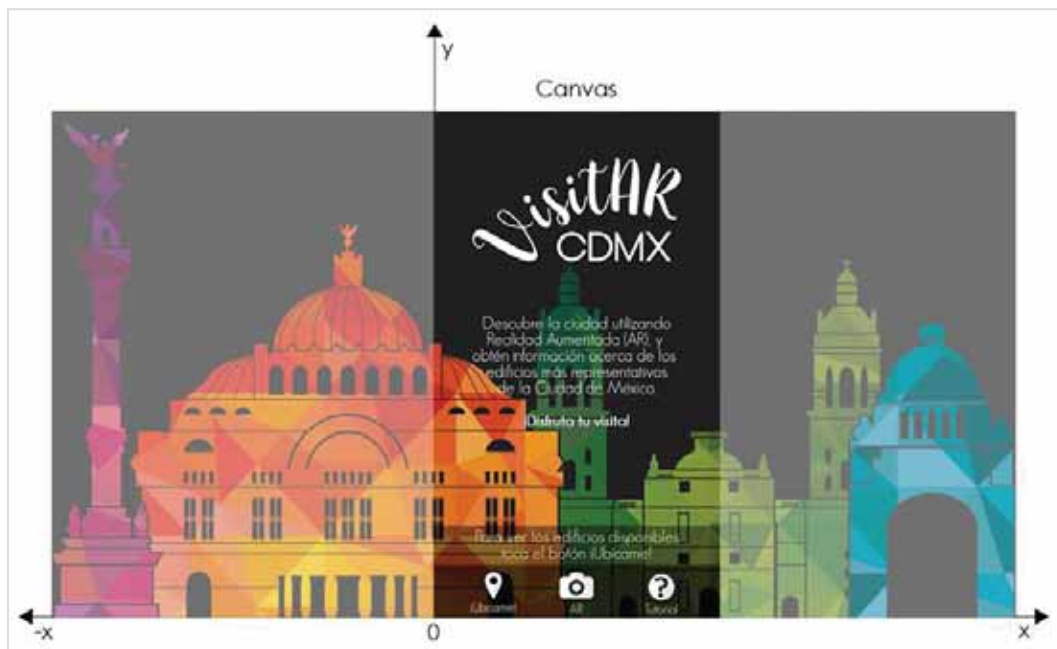 y
Canvas
VisitAR
CDMX
Descubre la ciudad utilizando
Realidad Aumentada (AR), y
obtén información acerca de los
edificios más representativos
de la Ciudad de México
¡Disfruta tu visita!
Para ver los edificios disponibles
toca el botón ¡Ubícame!
¡Ubícame! AR Tutorial
-x 0 x